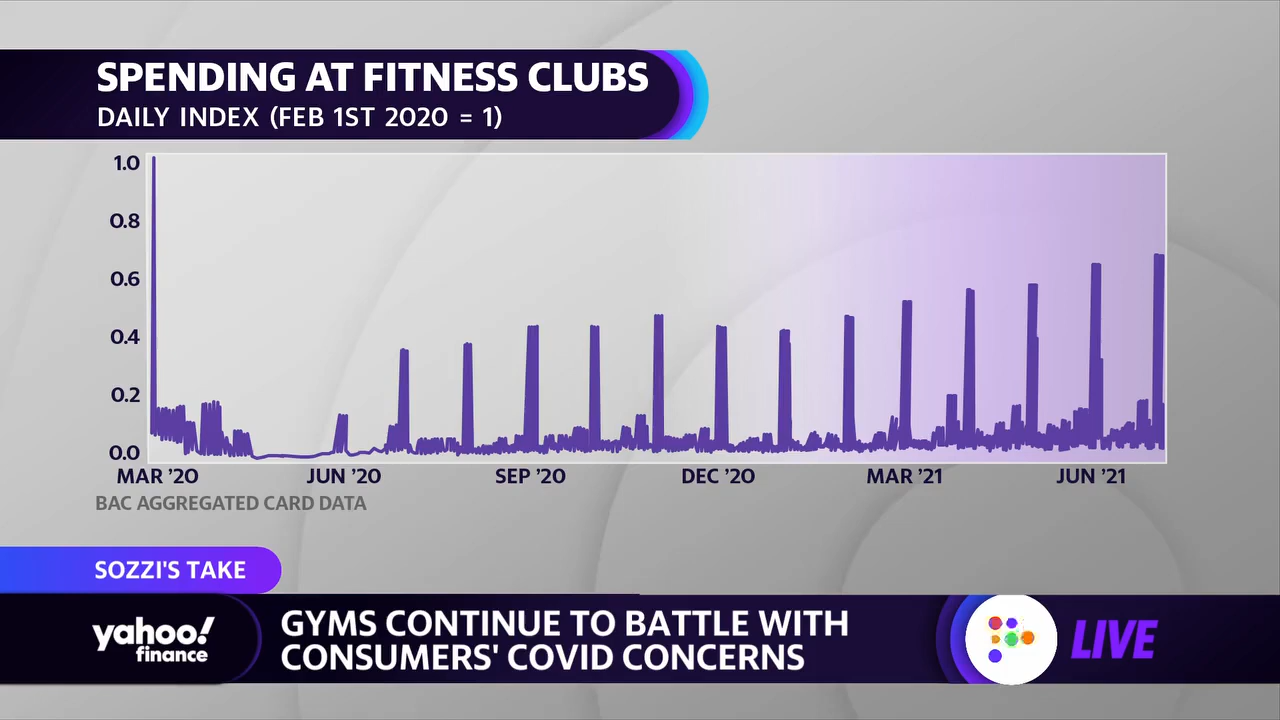 SPENDING AT FITNESS CLUBS
DAILY INDEX (FEB 1ST 2020 = 1)
1.0
0.8
0.6
0.4
0.2
0.0
MAR '20 JUN '20 SEP '20 DEC '20 MAR '21 JUN '21
BAC AGGREGATED CARD DATA
SOZZI'S TAKE
yahoo!
finance
GYMS CONTINUE TO BATTLE WITH
CONSUMERS' COVID CONCERNS
LIVE